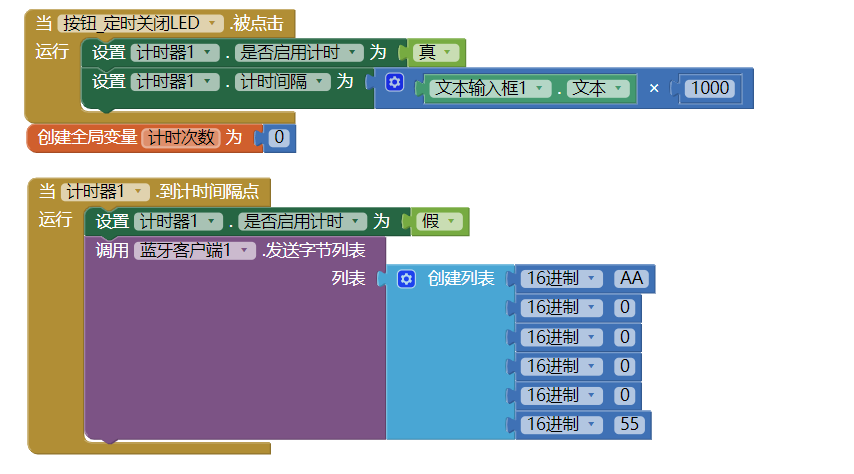 当 按钮_定时关闭LED .被点击
运行 设置 计时器1 . 是否启用计时 为 真
设置 计时器1 . 计时间隔 为 文本输入框1 . 文本 × 1000
创建全局变量 计时次数 为 0
当 计时器1 .到计时间隔点
运行 设置 计时器1 . 是否启用计时 为 假
调用 蓝牙客户端1 .发送字节列表
列表 创建列表 16进制 AA
16进制 0
16进制 0
16进制 0
16进制 0
16进制 55